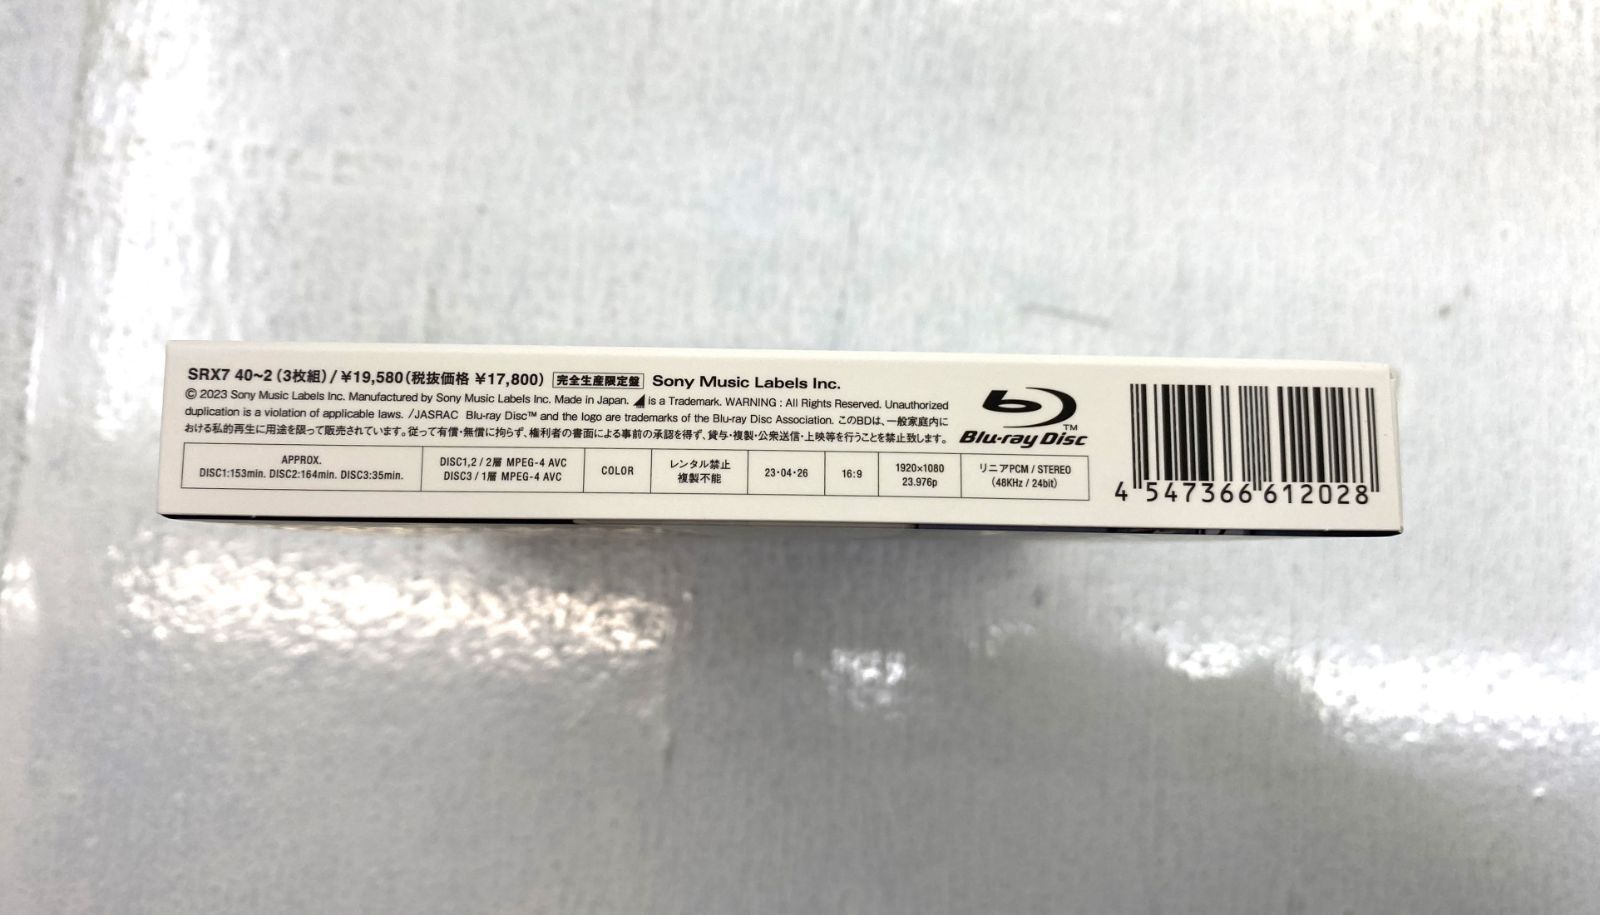 SRX7 40~2 (3枚組) / ¥19,580(税抜価格 ¥17,800) 完全生産限定盤 Sony Music Labels Inc.
© 2023 Sony Music Labels Inc. Manufactured by Sony Music Labels Inc. Made in Japan. is a Trademark. WARNING : All Rights Reserved. Unauthorized
duplication is a violation of applicable laws. /JASRAC Blu-ray Disc™ and the logo are trademarks of the Blu-ray Disc Association. このBDは、一般家庭内に
おける私的再生に用途を限って販売されています。従って有償・無償に拘らず、権利者の書面による事前の承認を得ず、貸与・複製・公衆送信・上映等を行うことを禁止致します。
Blu-ray Disc TM
APPROX.
DISC1:153min. DISC2:164min. DISC3:35min.
DISC1,2 / 2層 MPEG-4 AVC
DISC3 / 1層 MPEG-4 AVC
COLOR
レンタル禁止
複製不能
23・04・26
16:9
1920×1080
23.976p
リニアPCM / STEREO
(48KHz / 24bit)
4 547366 612028